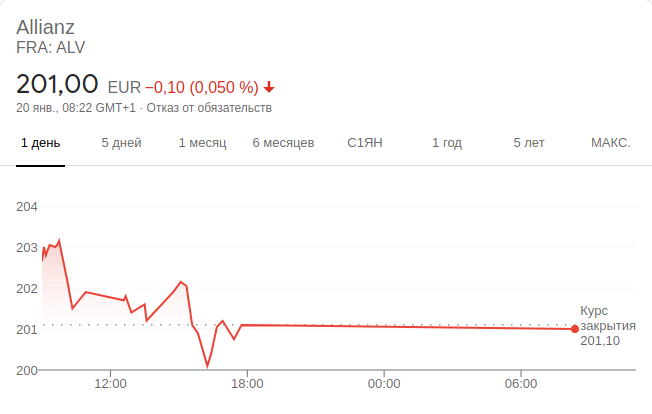 Allianz
FRA: ALV
201,00 EUR −0,10 (0,050 %)
20 янв., 08:22 GMT+1 · Отказ от обязательств
1 день 5 дней 1 месяц 6 месяцев С1ЯН 1 год 5 лет МАКС.
204
203
202
201
200
Курс
закрытия
201,10
12:00 18:00 00:00 06:00